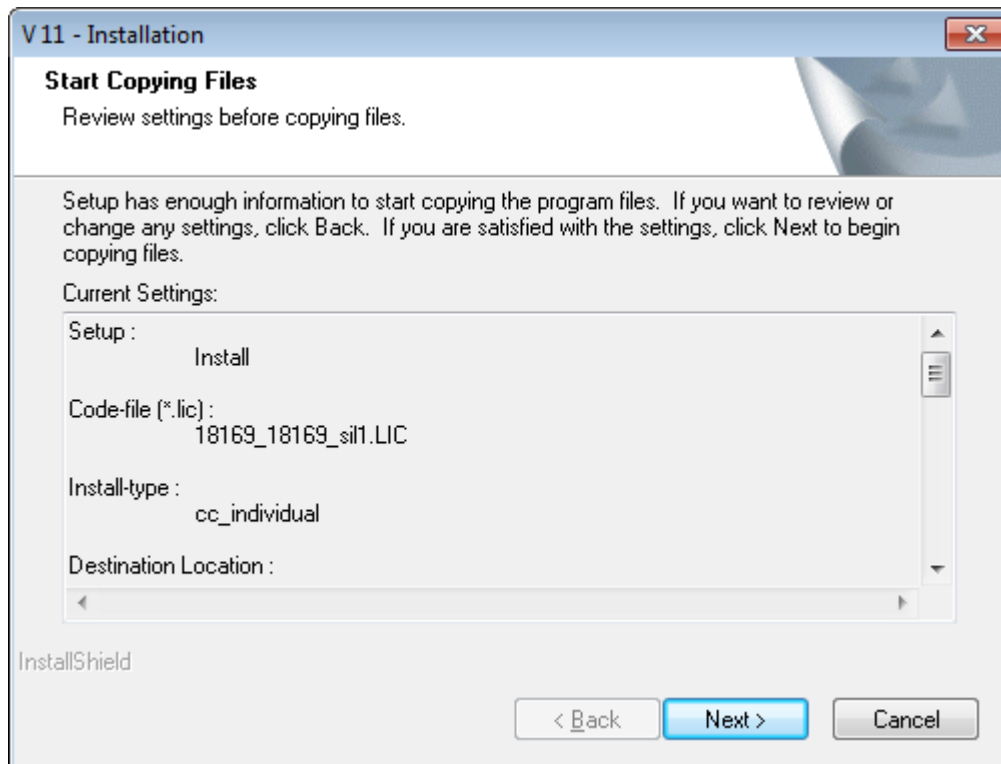 V 11 - Installation
Start Copying Files
Review settings before copying files.
Setup has enough information to start copying the program files.  If you want to review or
change any settings, click Back.  If you are satisfied with the settings, click Next to begin
copying files.
Current Settings:
Setup :
Install
Code-file (*.lic) :
18169_18169_sil1.LIC
Install-type :
cc_individual
Destination Location :
InstallShield
< Back
Next >
Cancel